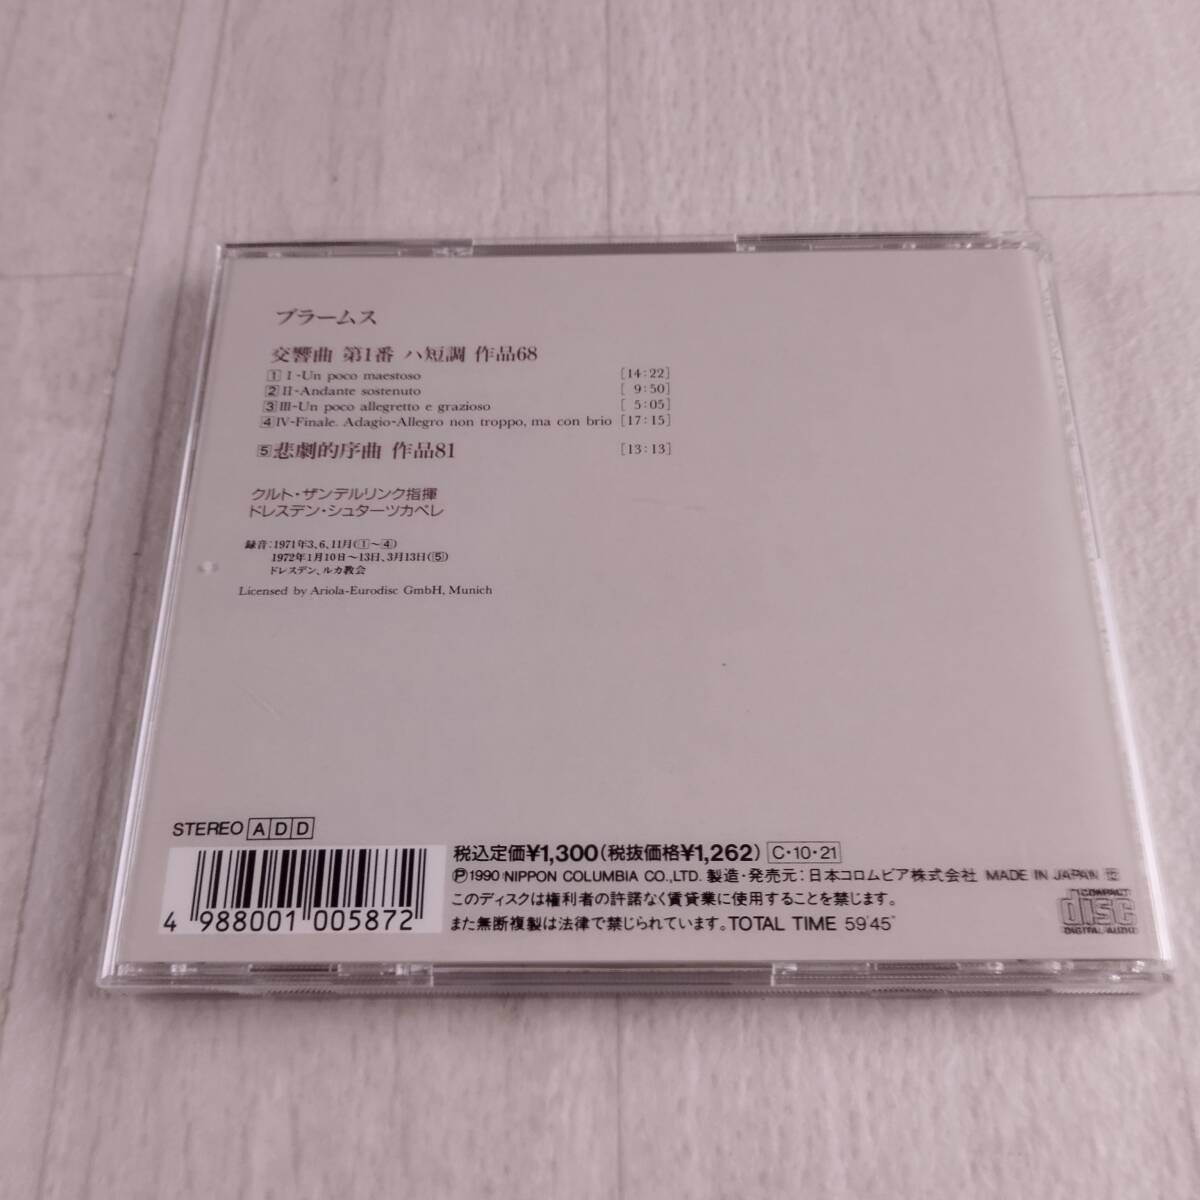 ブラームス
交響曲 第1番 ハ短調 作品68
1 I-Un poco maestoso [14:22]
2 II-Andante sostenuto [ 9:50]
3 III-Un poco allegretto e grazioso [ 5:05]
4 IV-Finale. Adagio-Allegro non troppo, ma con brio [17:15]
5 悲劇的序曲 作品81 [13:13]
クルト・ザンデルリンク指揮
ドレスデン・シュターツカペレ
録音:1971年3、6、11月(1~4)
1972年1月10日~13日、3月13日(5)
ドレスデン、ルカ教会
Licensed by Ariola-Eurodisc GmbH, Munich
STEREO A D D
税込定価¥1,300(税抜価格¥1,262) C・10・21
Ⓟ1990 NIPPON COLUMBIA CO.,LTD. 製造・発売元:日本コロムビア株式会社 MADE IN JAPAN
このディスクは権利者の許諾なく賃貸業に使用することを禁じます。
また無断複製は法律で禁じられています。TOTAL TIME 59'45"
4 988001 005872
COMPACT
disc
DIGITAL AUDIO